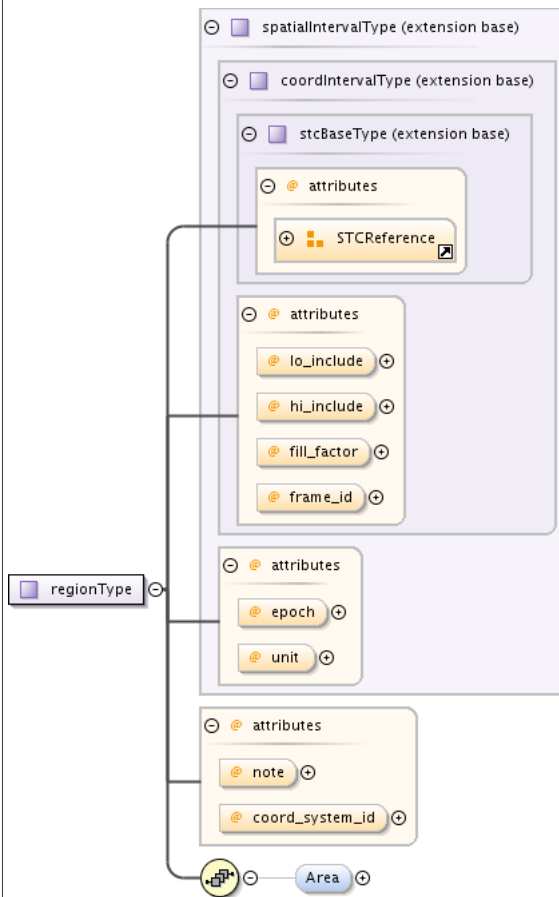 spatialIntervalType (extension base)
coordIntervalType (extension base)
stcBaseType (extension base)
@ attributes
STCReference
@ attributes
@ lo_include
@ hi_include
@ fill_factor
@ frame_id
@ attributes
regionType
@ epoch
@ unit
@ attributes
@ note
@ coord_system_id
Area